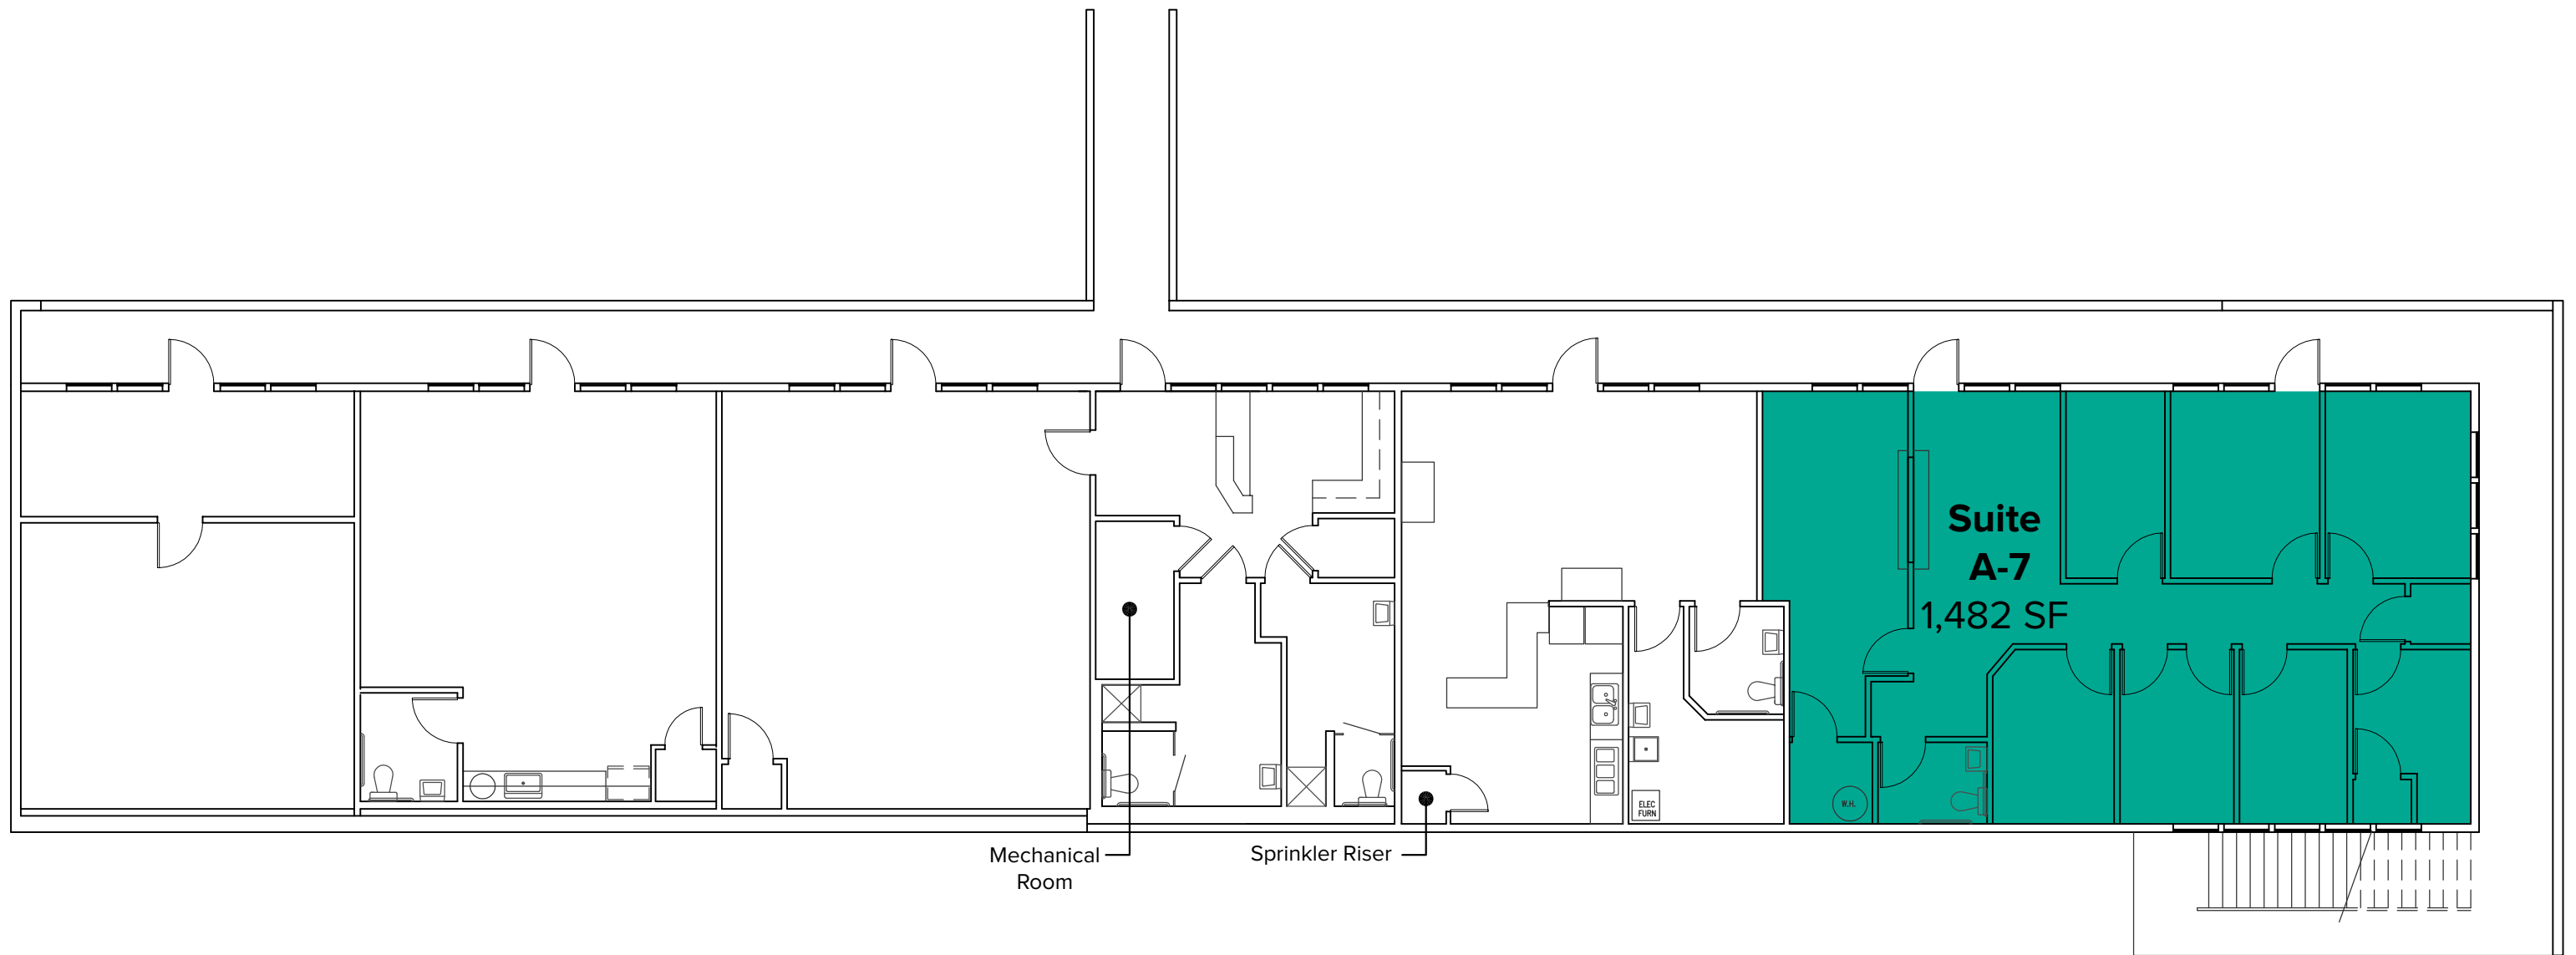 Suite
A-7
1,482 SF
W.H.
ELEC
FURN
Mechanical
Room
Sprinkler Riser